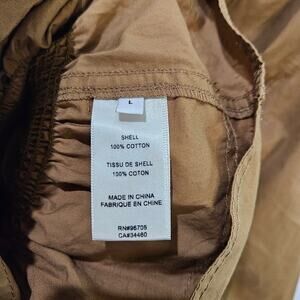 L
SHELL
100% COTTON
TISSU DE SHELL
100% COTON
MADE IN CHINA
FABRIQUE EN CHINE
RN#96705
CA#34460